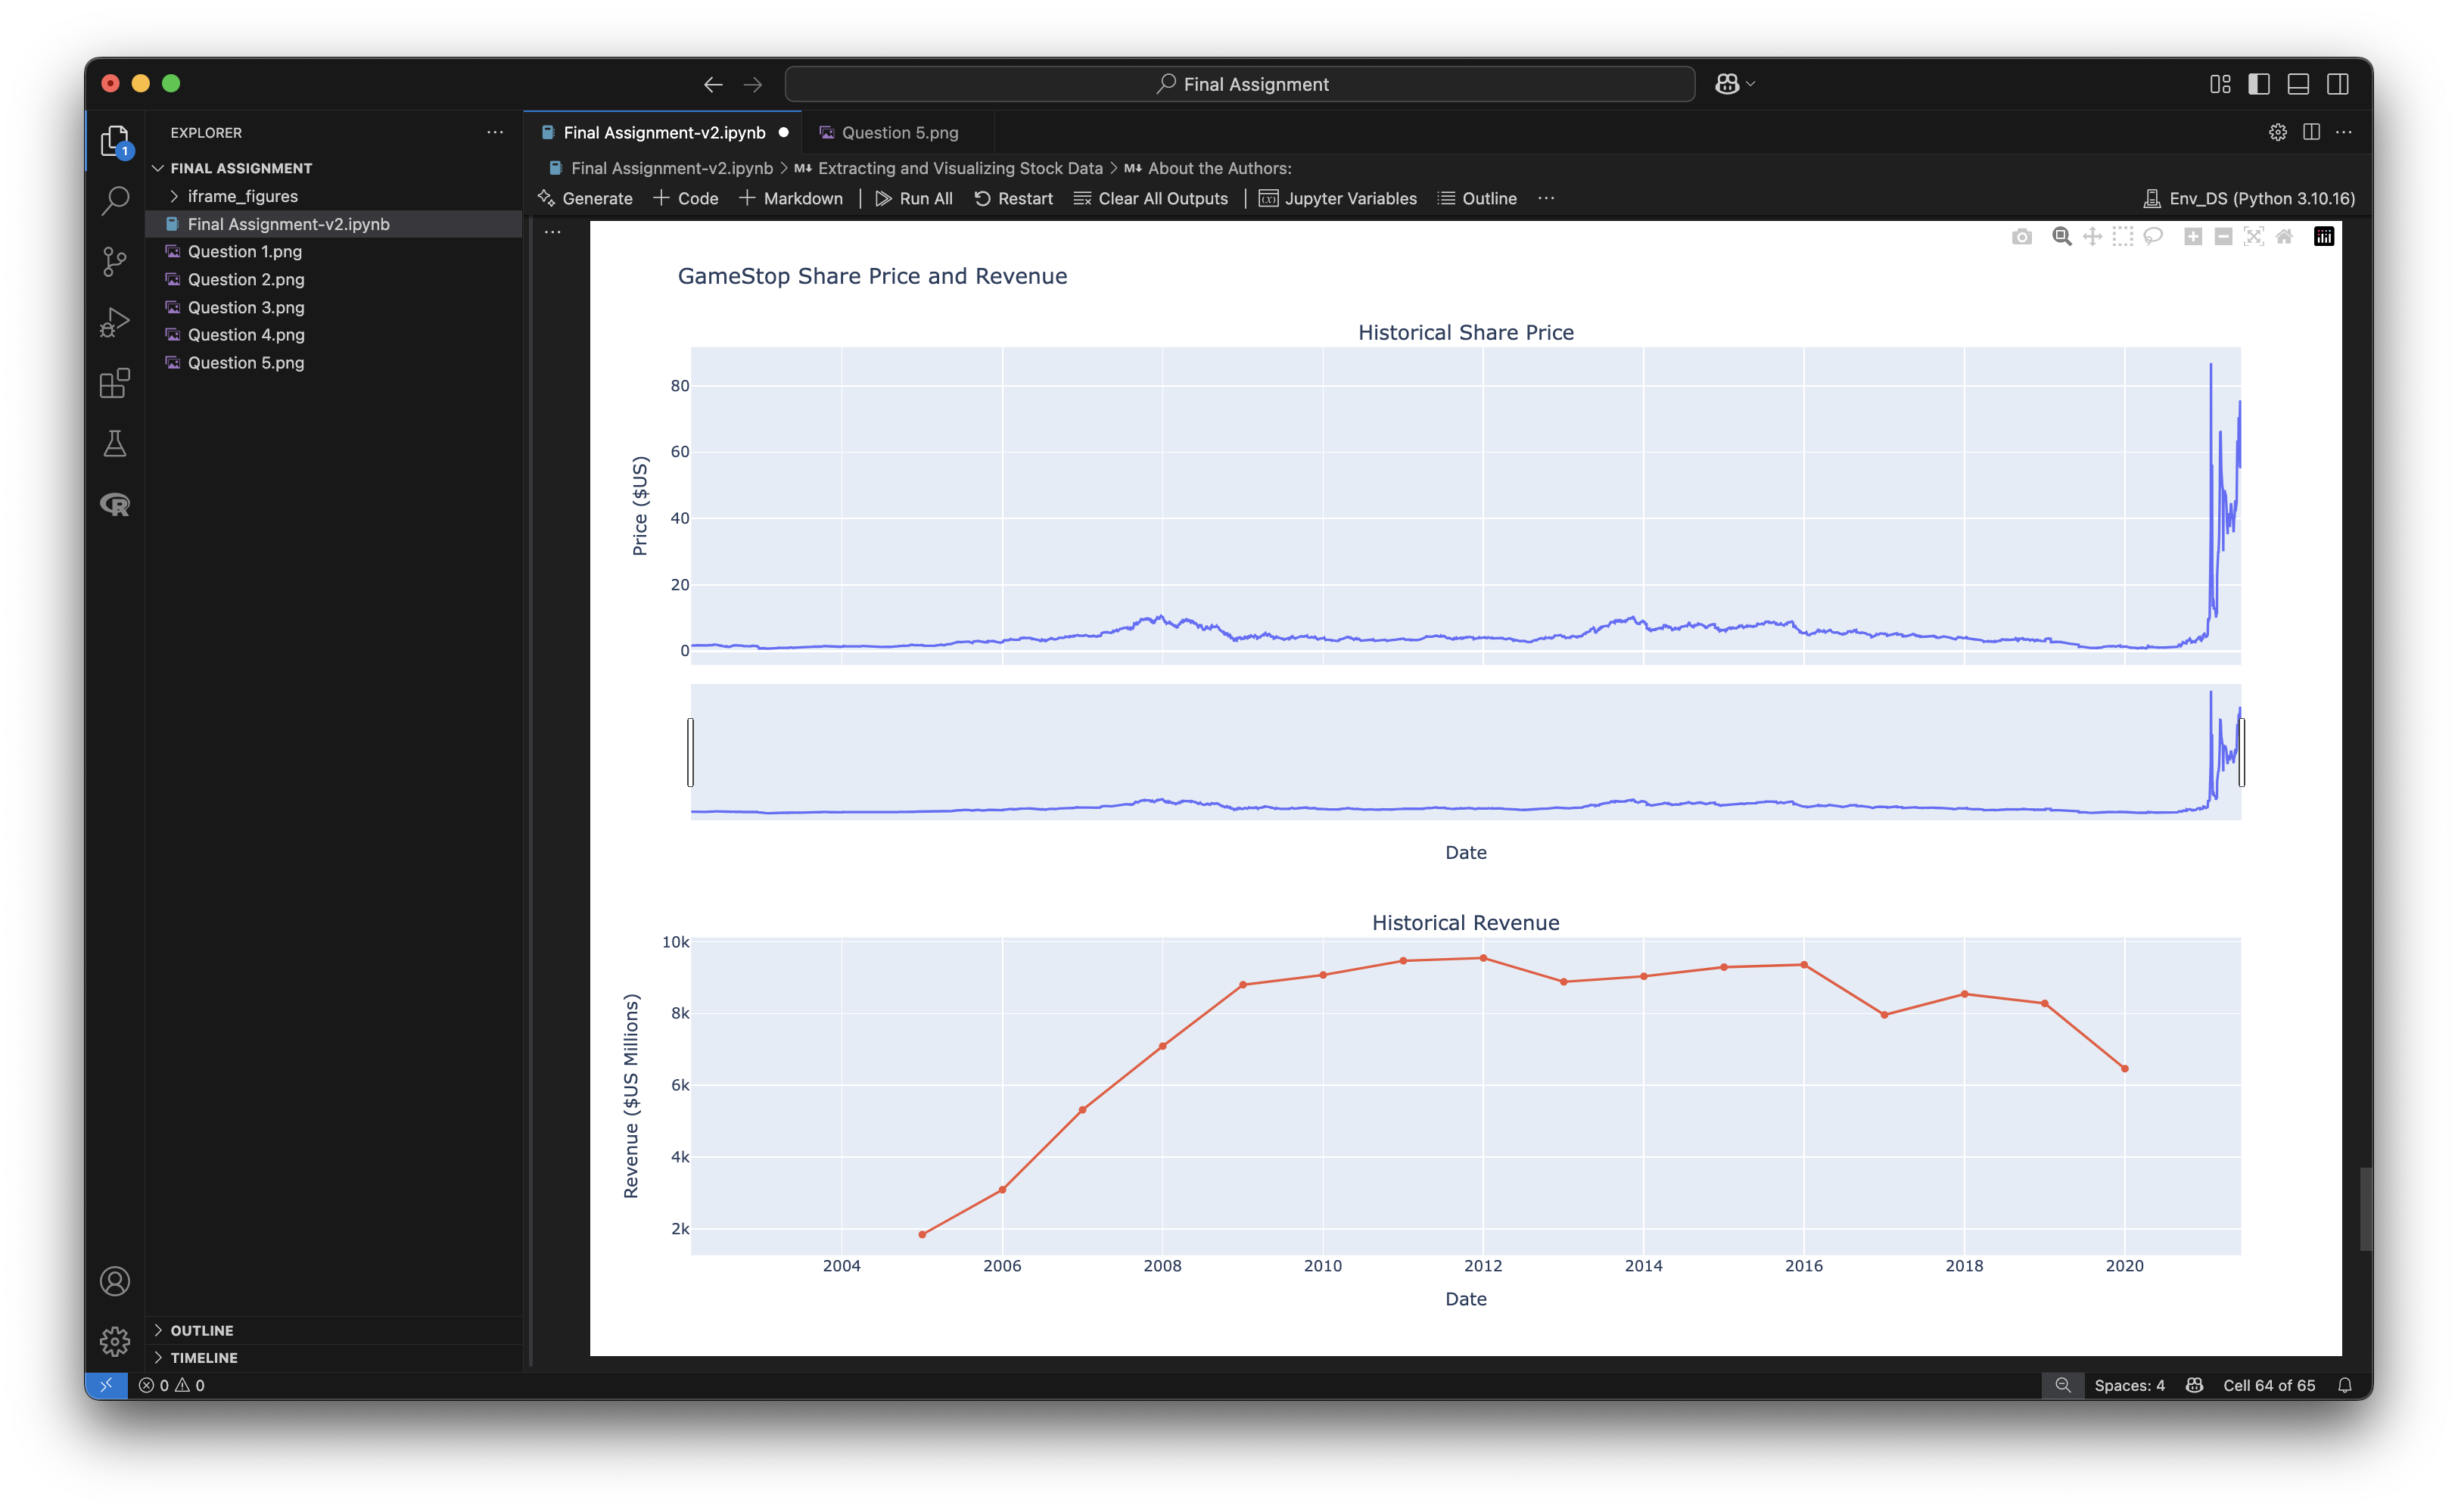 Final Assignment
EXPLORER
1
FINAL ASSIGNMENT
iframe_figures
Final Assignment-v2.ipynb
Question 1.png
Question 2.png
Question 3.png
Question 4.png
Question 5.png
OUTLINE
TIMELINE
Final Assignment-v2.ipynb
Question 5.png
Final Assignment-v2.ipynb > M↓ Extracting and Visualizing Stock Data > M↓ About the Authors:
Generate + Code + Markdown | Run All Restart Clear All Outputs | Jupyter Variables Outline ...
Env_DS (Python 3.10.16)
GameStop Share Price and Revenue
Historical Share Price
Price ($US)
80
60
40
20
0
Date
Historical Revenue
Revenue ($US Millions)
10k
8k
6k
4k
2k
2004 2006 2008 2010 2012 2014 2016 2018 2020
Date
0 0
Spaces: 4 Cell 64 of 65